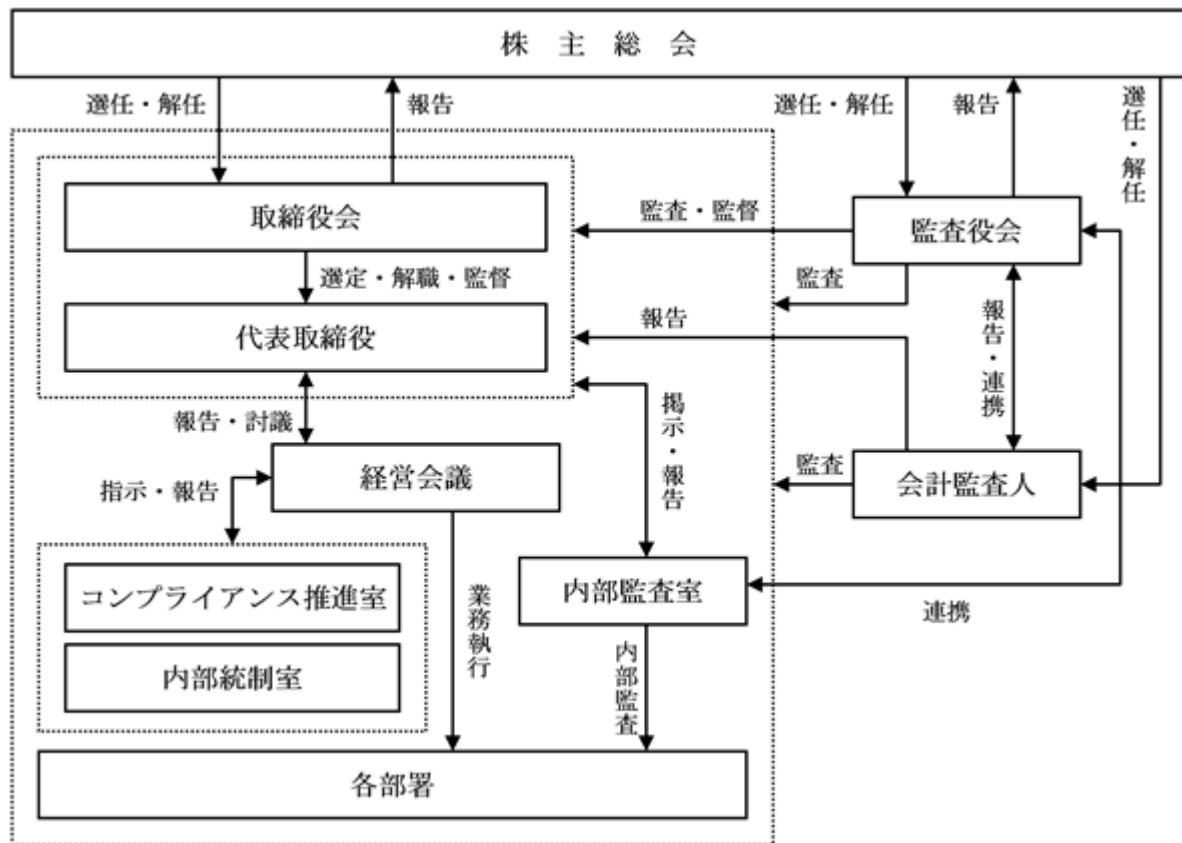 株主総会
選任・解任
報告
選任・解任
報告
選任・解任
取締役会
監査・監督
監査役会
選定・解職・監督
監査
代表取締役
報告
報告・連携
報告・討議
掲示・報告
経営会議
監査
会計監査人
指示・報告
コンプライアンス推進室
業務執行
内部監査室
連携
内部統制室
内部監査
各部署